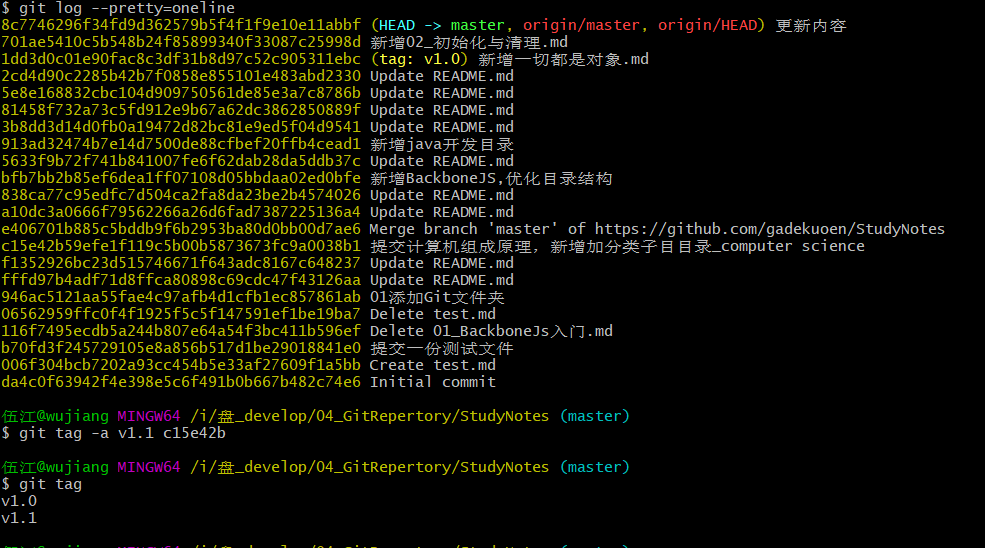 $ git log --pretty=oneline
8c7746296f34fd9d362579b5f4f1f9e10e11abbf (HEAD -> master, origin/master, origin/HEAD) 更新内容
701ae5410c5b548b24f85899340f33087c25998d 新增02_初始化与清理.md
1dd3d0c01e90fac8c3df31b8d97c52c905311ebc (tag: v1.0) 新增一切都是对象.md
2cd4d90c2285b42b7f0858e855101e483abd2330 Update README.md
5e8e168832cbc104d909750561de85e3a7c8786b Update README.md
81458f732a73c5fd912e9b67a62dc3862850889f Update README.md
3b8dd3d14d0fb0a19472d82bc81e9ed5f04d9541 Update README.md
913ad32474b7e14d7500de88cfbef20ffb4cead1 新增java开发目录
5633f9b72f741b841007fe6f62dab28da5ddb37c Update README.md
bfb7bb2b85ef6dea1ff07108d05bbdaa02ed0bfe 新增BackboneJS,优化目录结构
838ca77c95edfc7d504ca2fa8da23be2b4574026 Update README.md
a10dc3a0666f79562266a26d6fad7387225136a4 Update README.md
e406701b885c5bddb9f6b2953ba80d0bb00d7ae6 Merge branch 'master' of https://github.com/gadekuoen/StudyNotes
c15e42b59efe1f119c5b00b5873673fc9a0038b1 提交计算机组成原理，新增加分类子目目录_computer science
f1352926bc23d515746671f643adc8167c648237 Update README.md
fffd97b4adf71d8ffca80898c69cdc47f43126aa Update README.md
946ac5121aa55fae4c97afb4d1cfb1ec857861ab 01添加Git文件夹
06562959ffc0f4f1925f5c5f147591ef1be19ba7 Delete test.md
116f7495ecdb5a244b807e64a54f3bc411b596ef Delete 01_BackboneJs入门.md
b70fd3f245729105e8a856b517d1be29018841e0 提交一份测试文件
006f304bcb7202a93cc454b5e33af27609f1a5bb Create test.md
da4c0f63942f4e398e5c6f491b0b667b482c74e6 Initial commit
伍江@wujiang MINGW64 /i/盘_develop/04_GitRepertory/StudyNotes (master)
$ git tag -a v1.1 c15e42b
伍江@wujiang MINGW64 /i/盘_develop/04_GitRepertory/StudyNotes (master)
$ git tag
v1.0
v1.1